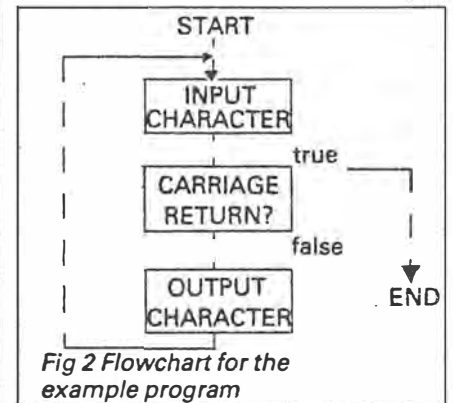 START
INPUT
CHARACTER
true
CARRIAGE
RETURN?
false
OUTPUT
CHARACTER
END
Fig 2 Flowchart for the
example program